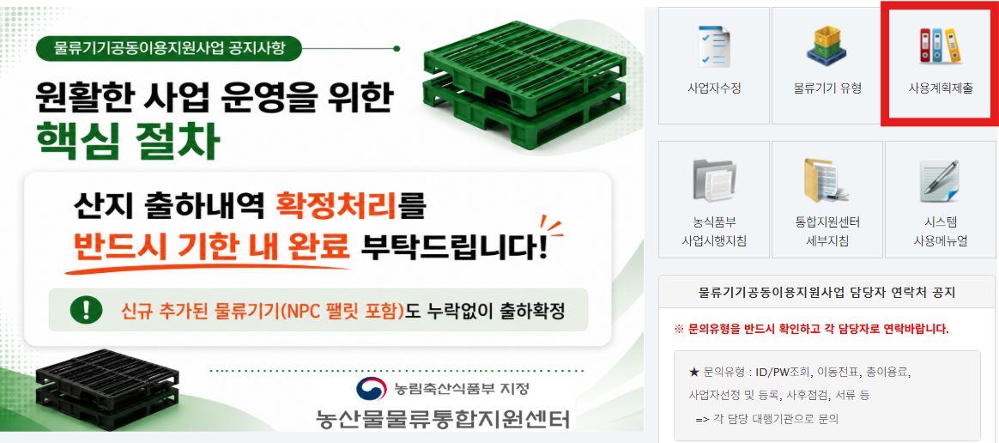 물류기기공동이용지원사업 공지사항
원활한 사업 운영을 위한
핵심 절차
산지 출하내역 확정처리를
반드시 기한 내 완료 부탁드립니다!
! 신규 추가된 물류기기(NPC 팰릿 포함)도 누락없이 출하확정
농림축산식품부 지정
농산물물류통합지원센터
사업자수정
물류기기 유형
사용계획제출
농식품부
사업시행지침
통합지원센터
세부지침
시스템
사용메뉴얼
물류기기공동이용지원사업 담당자 연락처 공지
※ 문의유형을 반드시 확인하고 각 담당자로 연락바랍니다.
★ 문의유형 : ID/PW조회, 이동전표, 총이용료,
사업자선정 및 등록, 사후점검, 서류 등
=> 각 담당 대행기관으로 문의